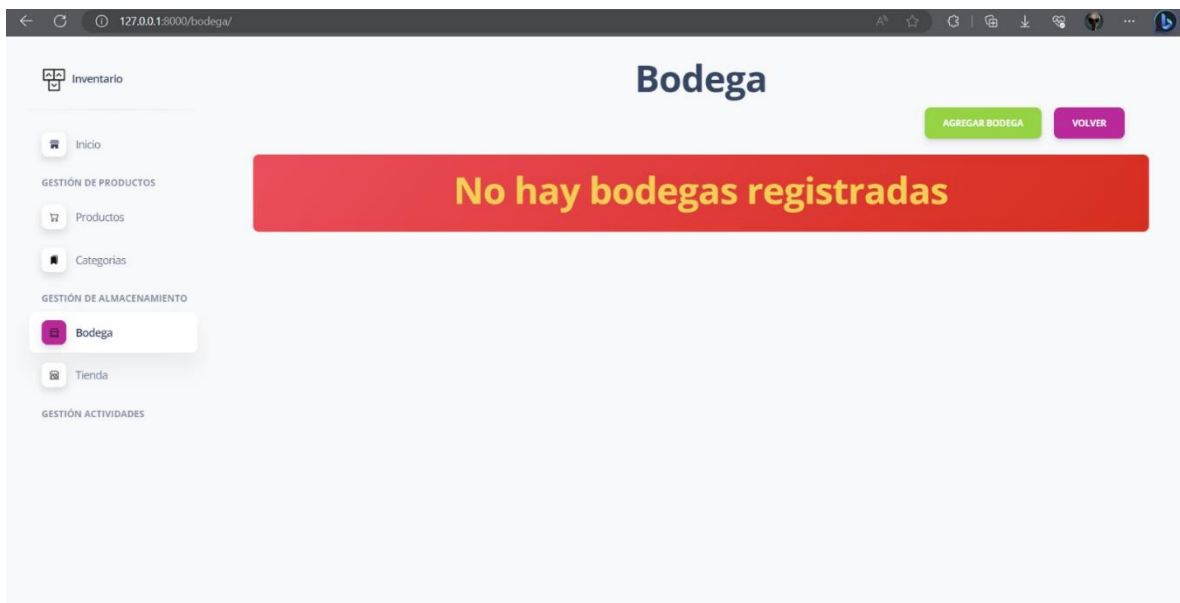 127.0.0.1:8000/bodega/
Inventario
Bodega
AGREGAR BODEGA
VOLVER
Inicio
No hay bodegas registradas
GESTIÓN DE PRODUCTOS
Productos
Categorias
GESTIÓN DE ALMACENAMIENTO
Bodega
Tienda
GESTIÓN ACTIVIDADES